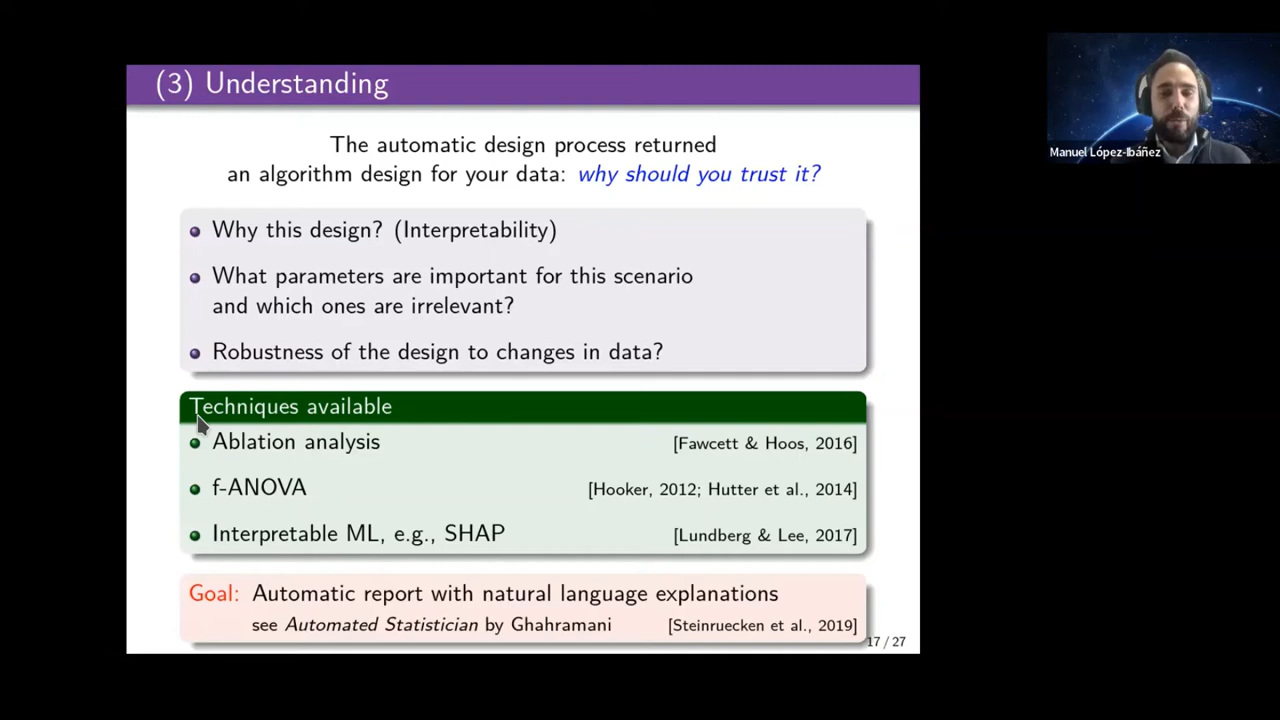 (3) Understanding
The automatic design process returned
an algorithm design for your data: why should you trust it?
Why this design? (Interpretability)
What parameters are important for this scenario
and which ones are irrelevant?
Robustness of the design to changes in data?
Techniques available
Ablation analysis [Fawcett & Hoos, 2016]
f-ANOVA [Hooker, 2012; Hutter et al., 2014]
Interpretable ML, e.g., SHAP [Lundberg & Lee, 2017]
Goal: Automatic report with natural language explanations
see Automated Statistician by Ghahramani [Steinruecken et al., 2019]
17 / 27
Manuel López-Ibáñez